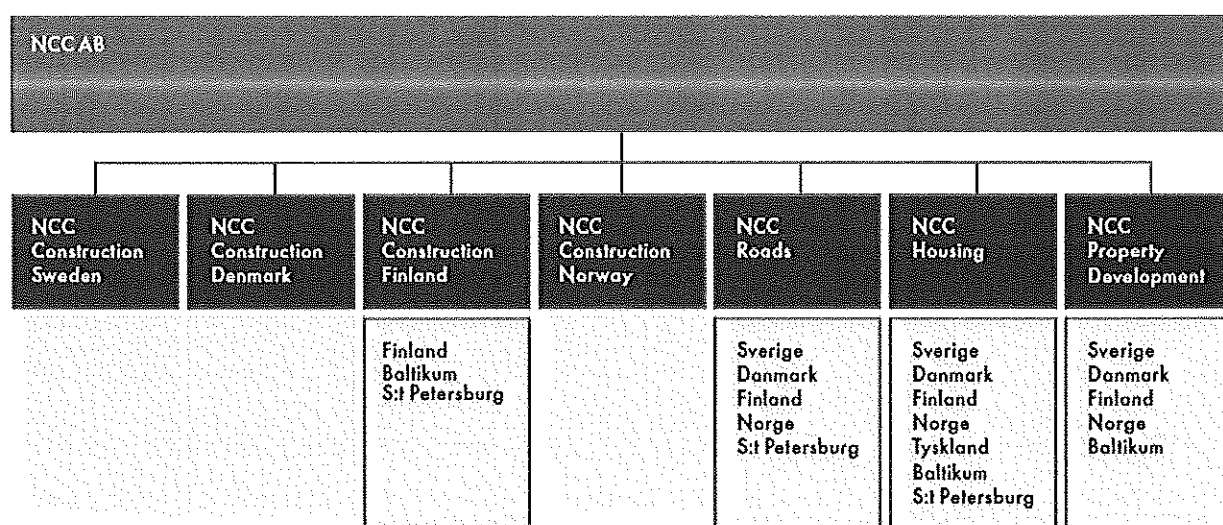 NCC AB
NCC
Construction
Sweden
NCC
Construction
Denmark
NCC
Construction
Finland
NCC
Construction
Norway
NCC
Roads
NCC
Housing
NCC
Property
Development
Finland
Baltikum
S:t Petersburg
Sverige
Danmark
Finland
Norge
S:t Petersburg
Sverige
Danmark
Finland
Norge
Tyskland
Baltikum
S:t Petersburg
Sverige
Danmark
Finland
Norge
Baltikum